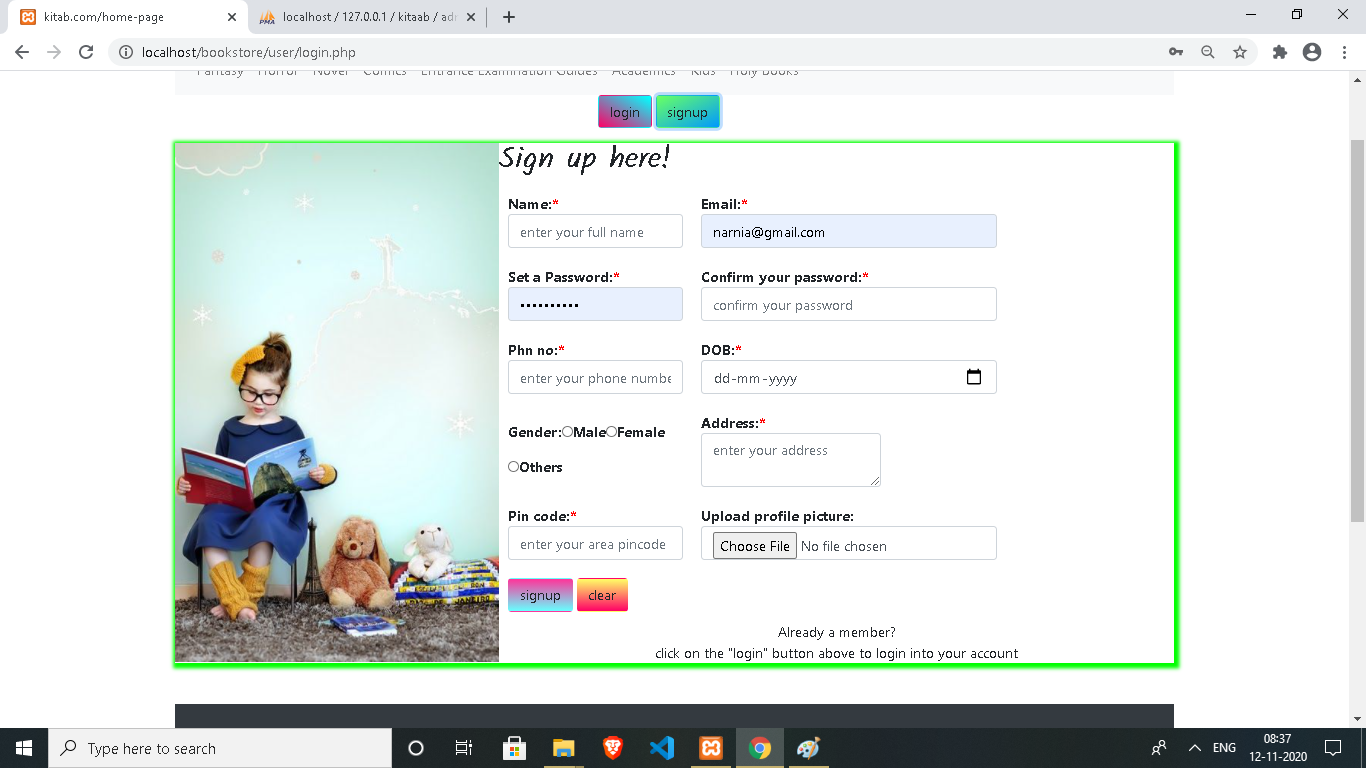 kitab.com/home-page
localhost / 127.0.0.1 / kitaab / adm
localhost/bookstore/user/login.php
Fantasy Horror Novel Comics Entrance Examination Guides Academics Kids Holy Books
login signup
Sign up here!
Name:* Email:*
enter your full name narnia@gmail.com
Set a Password:* Confirm your password:*
•••••••••• confirm your password
Phn no:* DOB:*
enter your phone numbe dd-mm-yyyy
Gender: Male Female Address:*
enter your address
Others
Pin code:* Upload profile picture:
enter your area pincode Choose File No file chosen
signup clear
Already a member?
click on the "login" button above to login into your account
Type here to search
ENG
08:37
12-11-2020